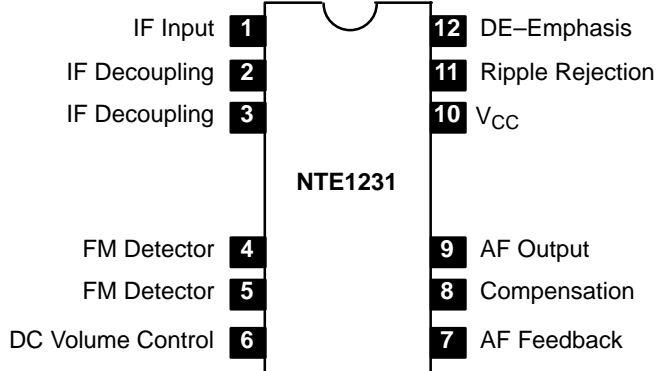 IF Input 1 12 DE–Emphasis
IF Decoupling 2 11 Ripple Rejection
IF Decoupling 3 10 VCC
NTE1231
FM Detector 4 9 AF Output
FM Detector 5 8 Compensation
DC Volume Control 6 7 AF Feedback